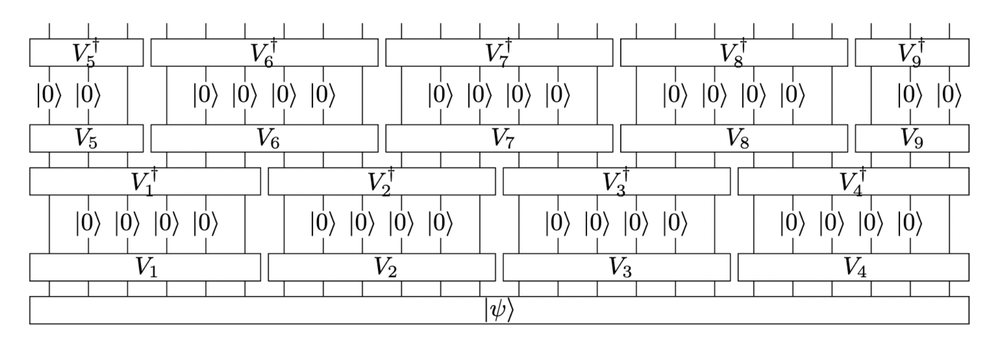 V₅† V₆† V₇† V₈† V₉†
|0⟩ |0⟩ |0⟩ |0⟩ |0⟩ |0⟩ |0⟩ |0⟩ |0⟩ |0⟩ |0⟩ |0⟩ |0⟩ |0⟩ |0⟩ |0⟩
V₅ V₆ V₇ V₈ V₉
V₁† V₂† V₃† V₄†
|0⟩ |0⟩ |0⟩ |0⟩ |0⟩ |0⟩ |0⟩ |0⟩ |0⟩ |0⟩ |0⟩ |0⟩ |0⟩ |0⟩ |0⟩ |0⟩
V₁ V₂ V₃ V₄
|ψ⟩